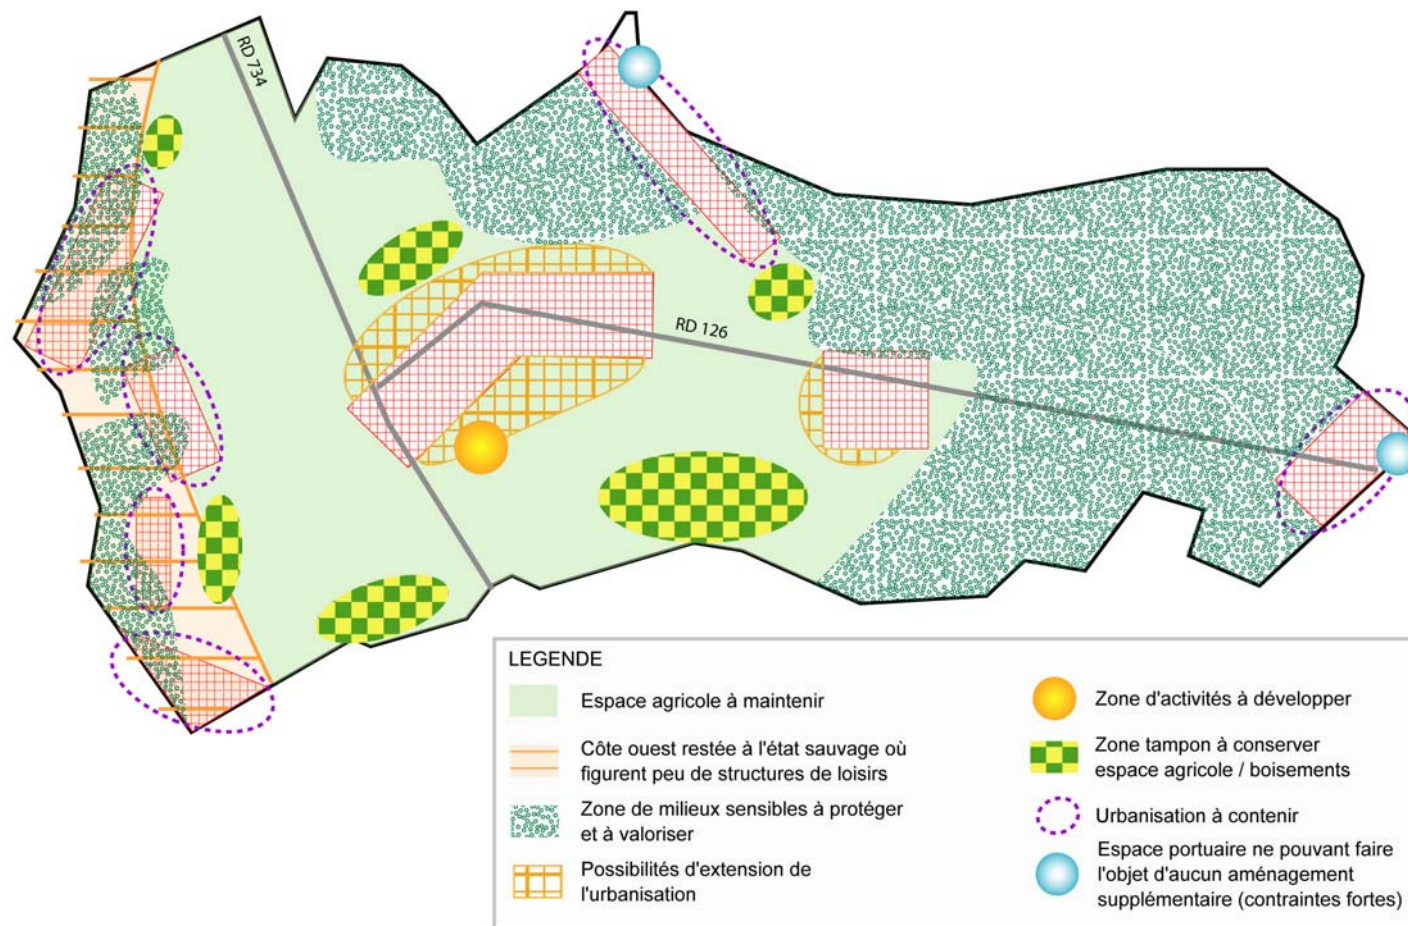 RD 734
RD 126
LEGENDE
Espace agricole à maintenir
Côte ouest restée à l'état sauvage où
figurent peu de structures de loisirs
Zone de milieux sensibles à protéger
et à valoriser
Possibilités d'extension de
l'urbanisation
Zone d'activités à développer
Zone tampon à conserver
espace agricole / boisements
Urbanisation à contenir
Espace portuaire ne pouvant faire
l'objet d'aucun aménagement
supplémentaire (contraintes fortes)